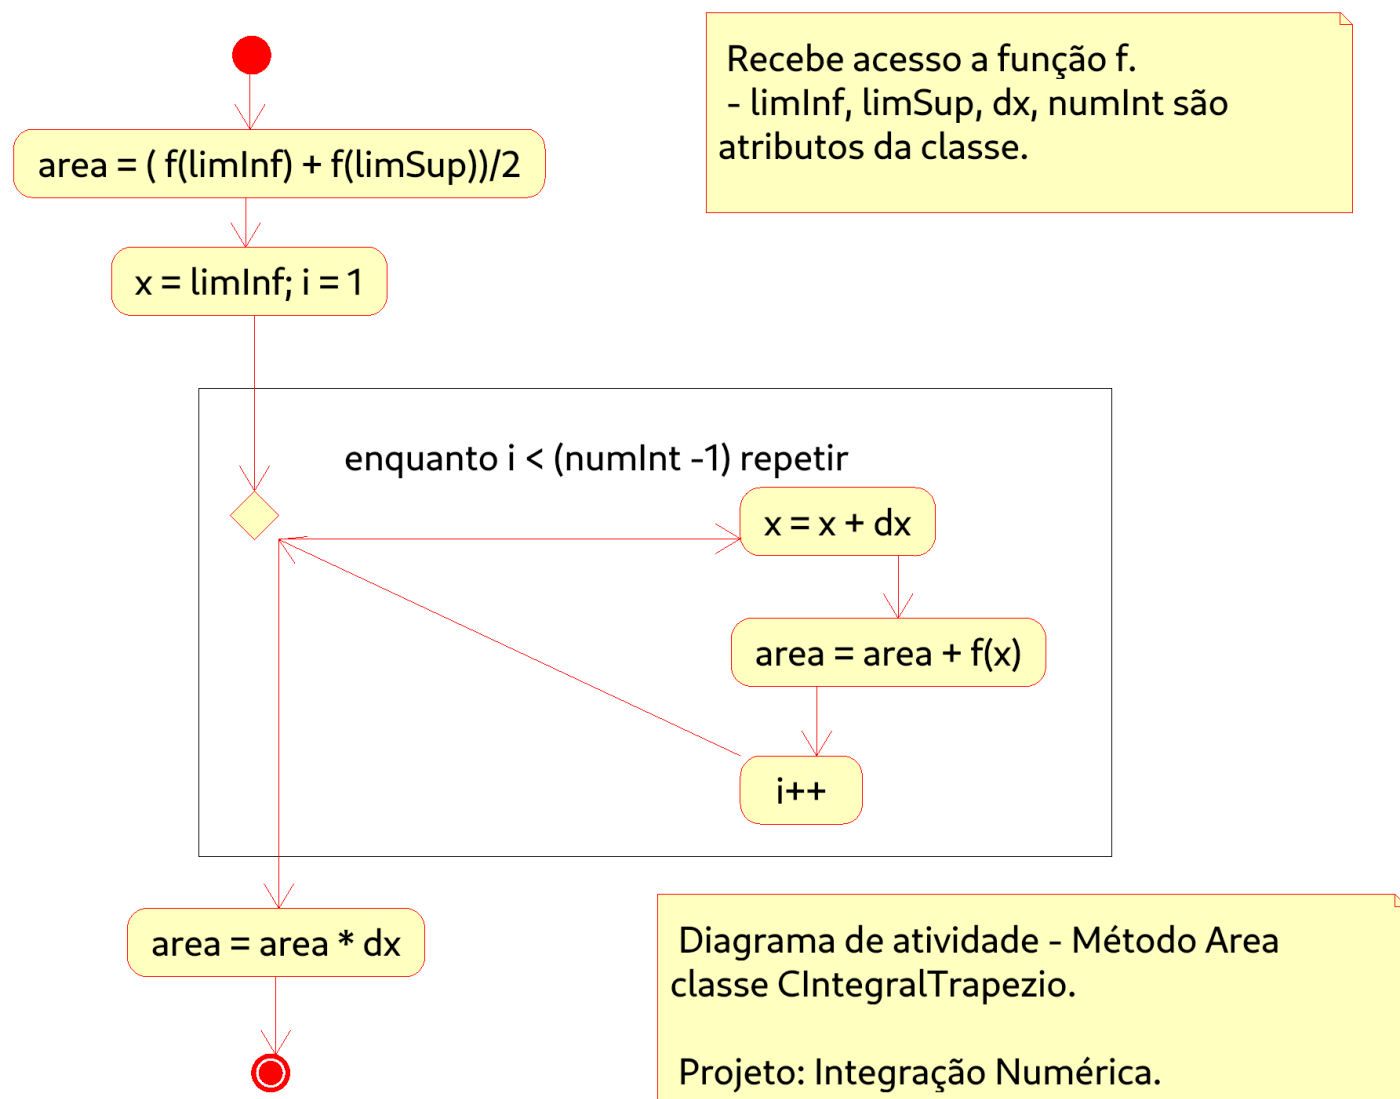 Recebe acesso a função f.
- limInf, limSup, dx, numInt são
atributos da classe.
area = ( f(limInf) + f(limSup))/2
x = limInf; i = 1
enquanto i < (numInt -1) repetir
x = x + dx
area = area + f(x)
i++
area = area * dx
Diagrama de atividade - Método Area
classe CIntegralTrapezio.
Projeto: Integração Numérica.